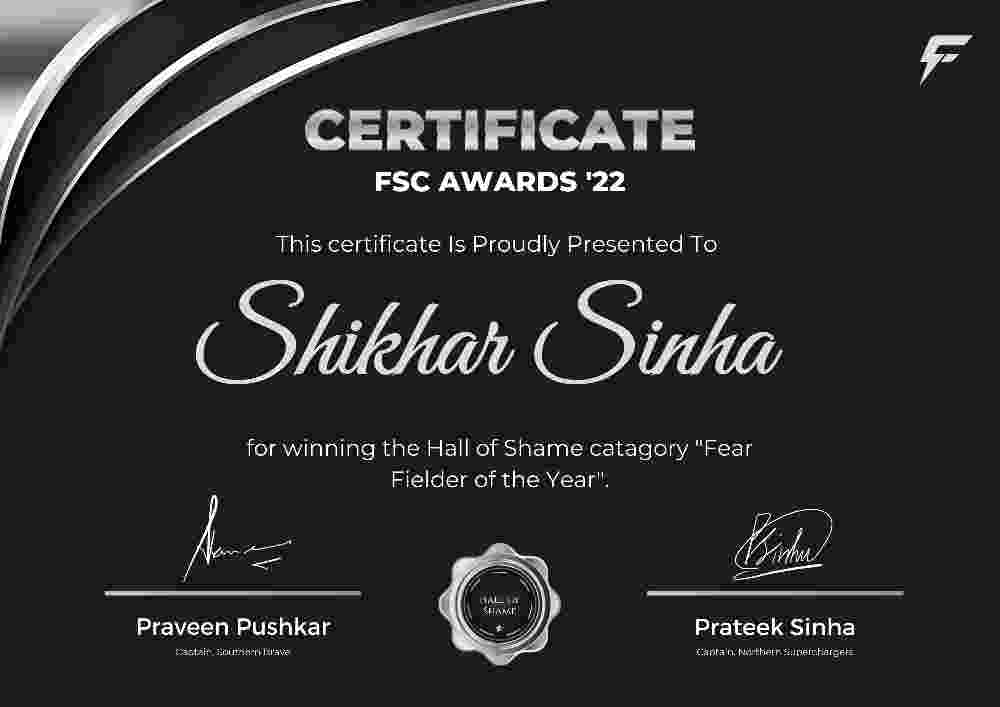 CERTIFICATE
FSC AWARDS '22
This certificate Is Proudly Presented To
Shikhar Sinha
for winning the Hall of Shame catagory "Fear
Fielder of the Year".
HALL OF
SHAME
Praveen Pushkar
Prateek Sinha
Captain, Southern Brave
Captain, Northern Superchargers